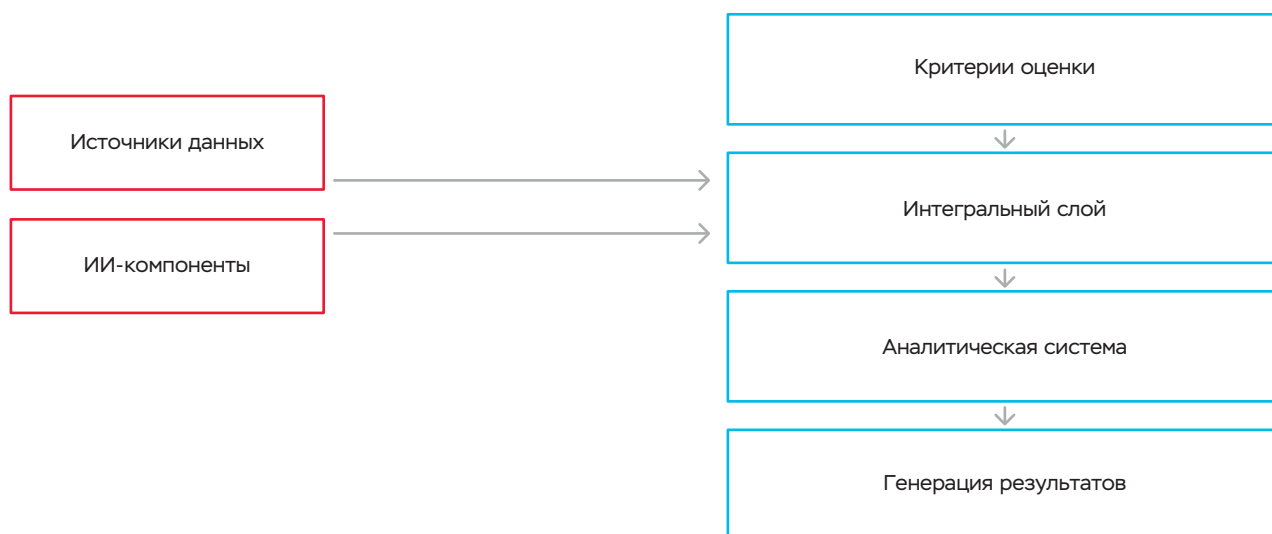 Критерии оценки
Источники данных
Интегральный слой
ИИ-компоненты
Аналитическая система
Генерация результатов